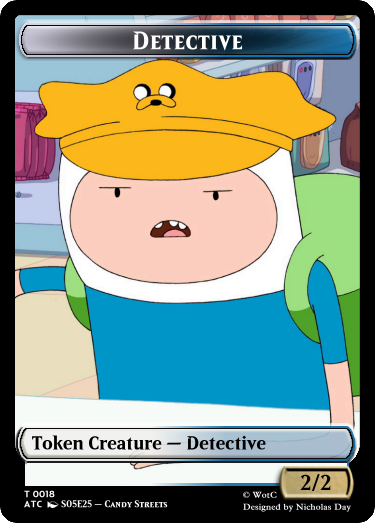 Detective
Token Creature — Detective
2/2
T 0018
ATC S05E25 — Candy Streets
© WotC
Designed by Nicholas Day